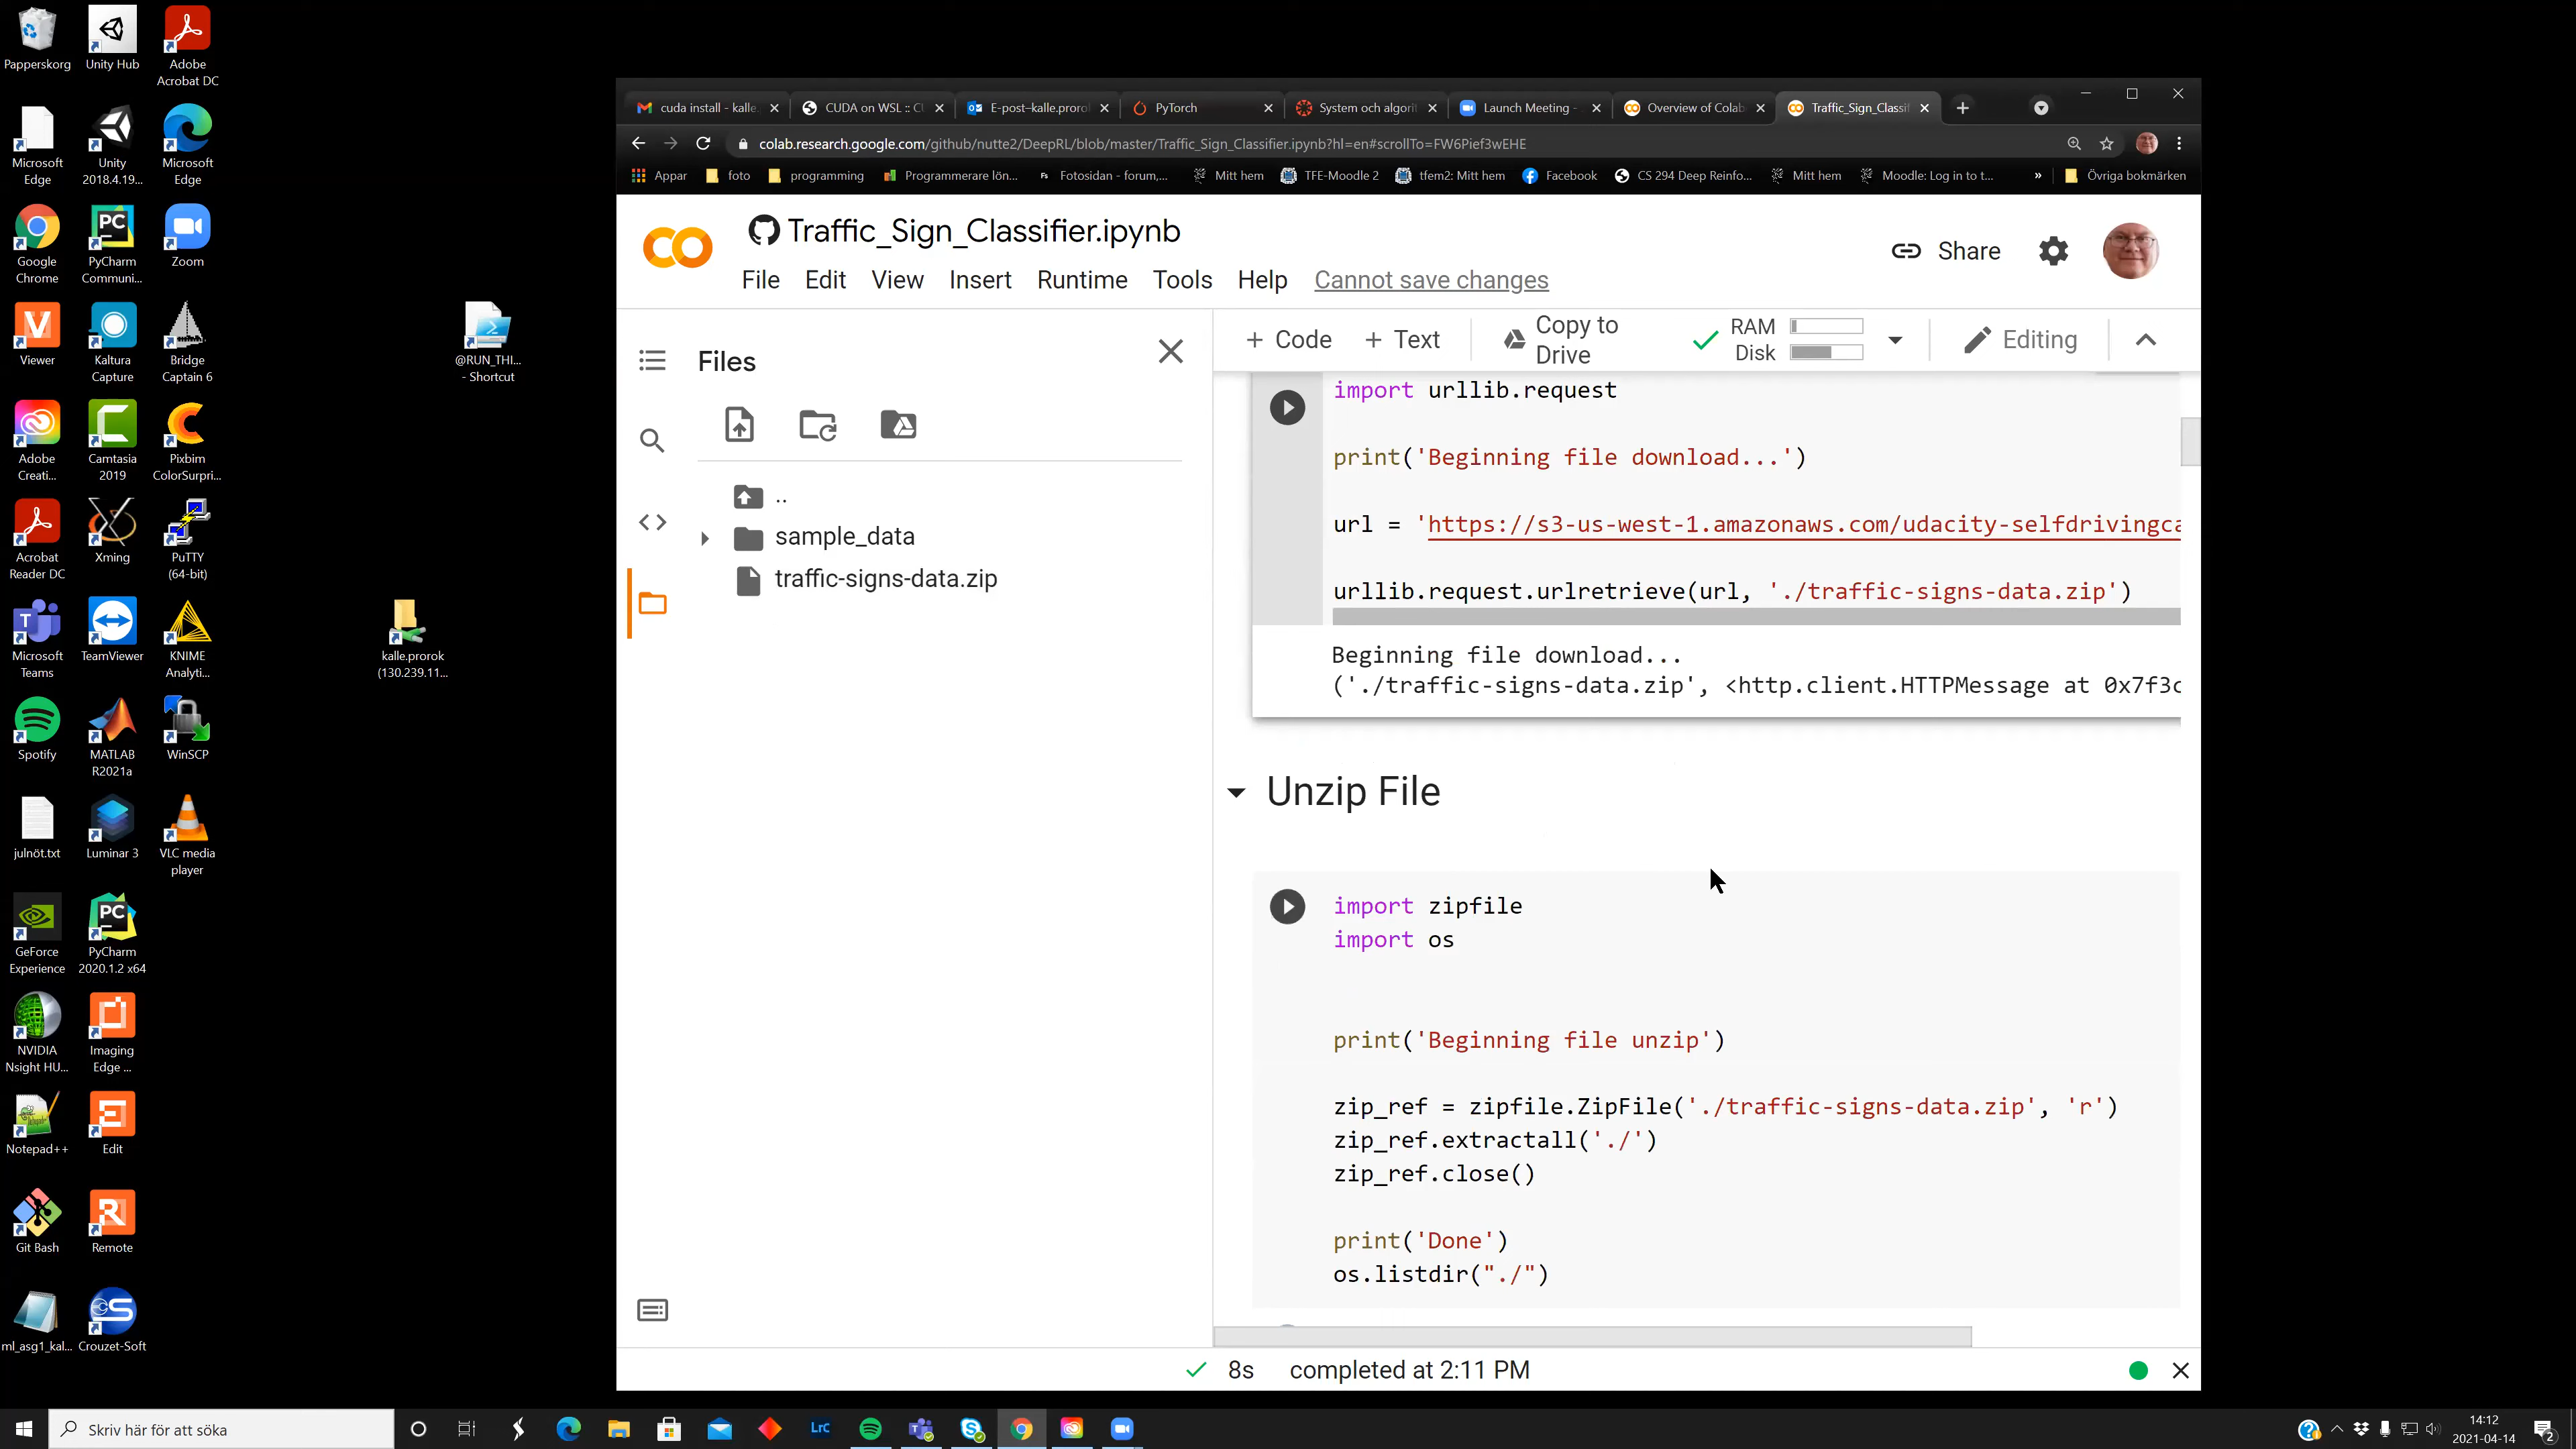 Papperskorg
Unity Hub
Adobe
Acrobat DC
Microsoft
Edge
Unity
2018.4.19...
Microsoft
Edge
Google
Chrome
PyCharm
Communi...
Zoom
Viewer
Kaltura
Capture
Bridge
Captain 6
Adobe
Creati...
Camtasia
2019
Pixbim
ColorSurpri...
Acrobat
Reader DC
Xming
PuTTY
(64-bit)
Microsoft
Teams
TeamViewer
KNIME
Analyti...
Spotify
MATLAB
R2021a
WinSCP
julnöt.txt
Luminar 3
VLC media
player
GeForce
Experience
PyCharm
2020.1.2 x64
NVIDIA
Nsight HU...
Imaging
Edge ...
Notepad++
Edit
Git Bash
Remote
ml_asg1_kal...
Crouzet-Soft
@RUN_THI...
- Shortcut
kalle.prorok
(130.239.11...
cuda install - kalle.
CUDA on WSL :: CU
E-post–kalle.proro
PyTorch
System och algorit
Launch Meeting -
Overview of Colab
Traffic_Sign_Classif
colab.research.google.com/github/nutte2/DeepRL/blob/master/Traffic_Sign_Classifier.ipynb?hl=en#scrollTo=FW6Pief3wEHE
Appar
foto
programming
Programmerare lön...
Fs Fotosidan - forum,...
Mitt hem
TFE-Moodle 2
tfem2: Mitt hem
Facebook
CS 294 Deep Reinfo...
Mitt hem
Moodle: Log in to t...
»
Övriga bokmärken
Traffic_Sign_Classifier.ipynb
File Edit View Insert Runtime Tools Help Cannot save changes
Share
Files
..
sample_data
traffic-signs-data.zip
+ Code + Text
Copy to
Drive
RAM
Disk
Editing
import urllib.request
print('Beginning file download...')
url = 'https://s3-us-west-1.amazonaws.com/udacity-selfdrivingca
urllib.request.urlretrieve(url, './traffic-signs-data.zip')
Beginning file download...
('./traffic-signs-data.zip', <http.client.HTTPMessage at 0x7f3c
Unzip File
import zipfile
import os
print('Beginning file unzip')
zip_ref = zipfile.ZipFile('./traffic-signs-data.zip', 'r')
zip_ref.extractall('./')
zip_ref.close()
print('Done')
os.listdir("./")
8s completed at 2:11 PM
Skriv här för att söka
LrC
14:12
2021-04-14
2